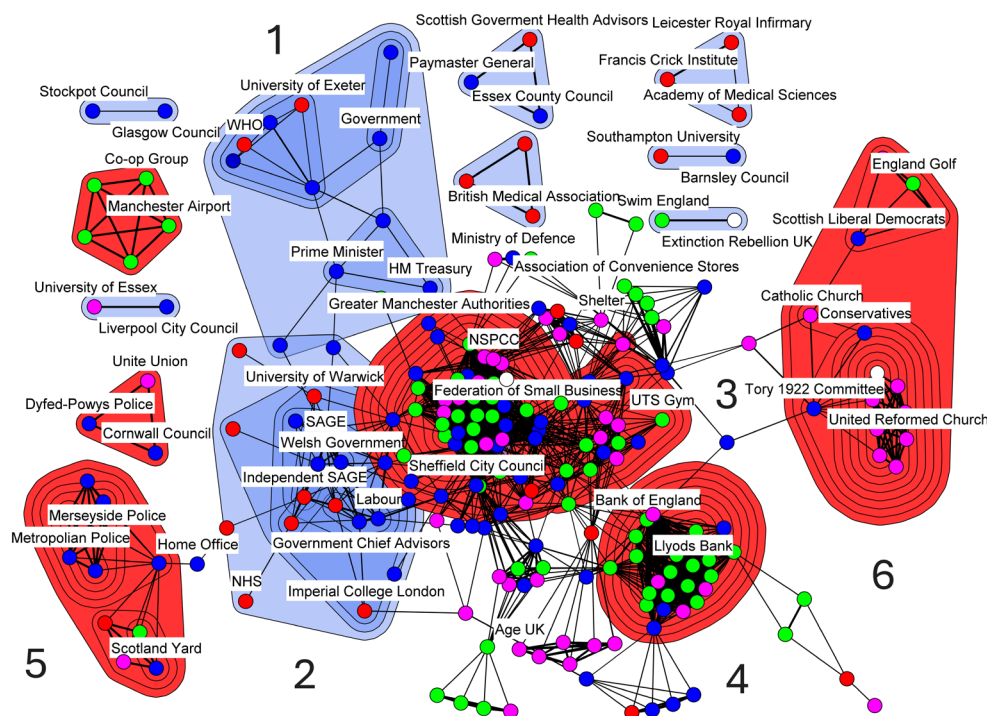 Scottish Goverment Health Advisors
Leicester Royal Infirmary
1
Paymaster General
Francis Crick Institute
University of Exeter
Stockpot Council
Essex County Council
Academy of Medical Sciences
WHO
Government
Glasgow Council
Southampton University
Co-op Group
England Golf
Barnsley Council
Manchester Airport
British Medical Association
Swim England
Scottish Liberal Democrats
Ministry of Defence
Extinction Rebellion UK
Prime Minister
HM Treasury
Association of Convenience Stores
University of Essex
Catholic Church
Greater Manchester Authorities
Shelter
Conservatives
Liverpool City Council
NSPCC
Unite Union
University of Warwick
Federation of Small Business
3
Tory 1922 Committee
UTS Gym
Dyfed-Powys Police
SAGE
United Reformed Church
Cornwall Council
Welsh Government
Sheffield City Council
Independent SAGE
Labour
Bank of England
Merseyside Police
Metropolian Police
Home Office
Government Chief Advisors
Llyods Bank
6
NHS
Imperial College London
Age UK
Scotland Yard
5
2
4